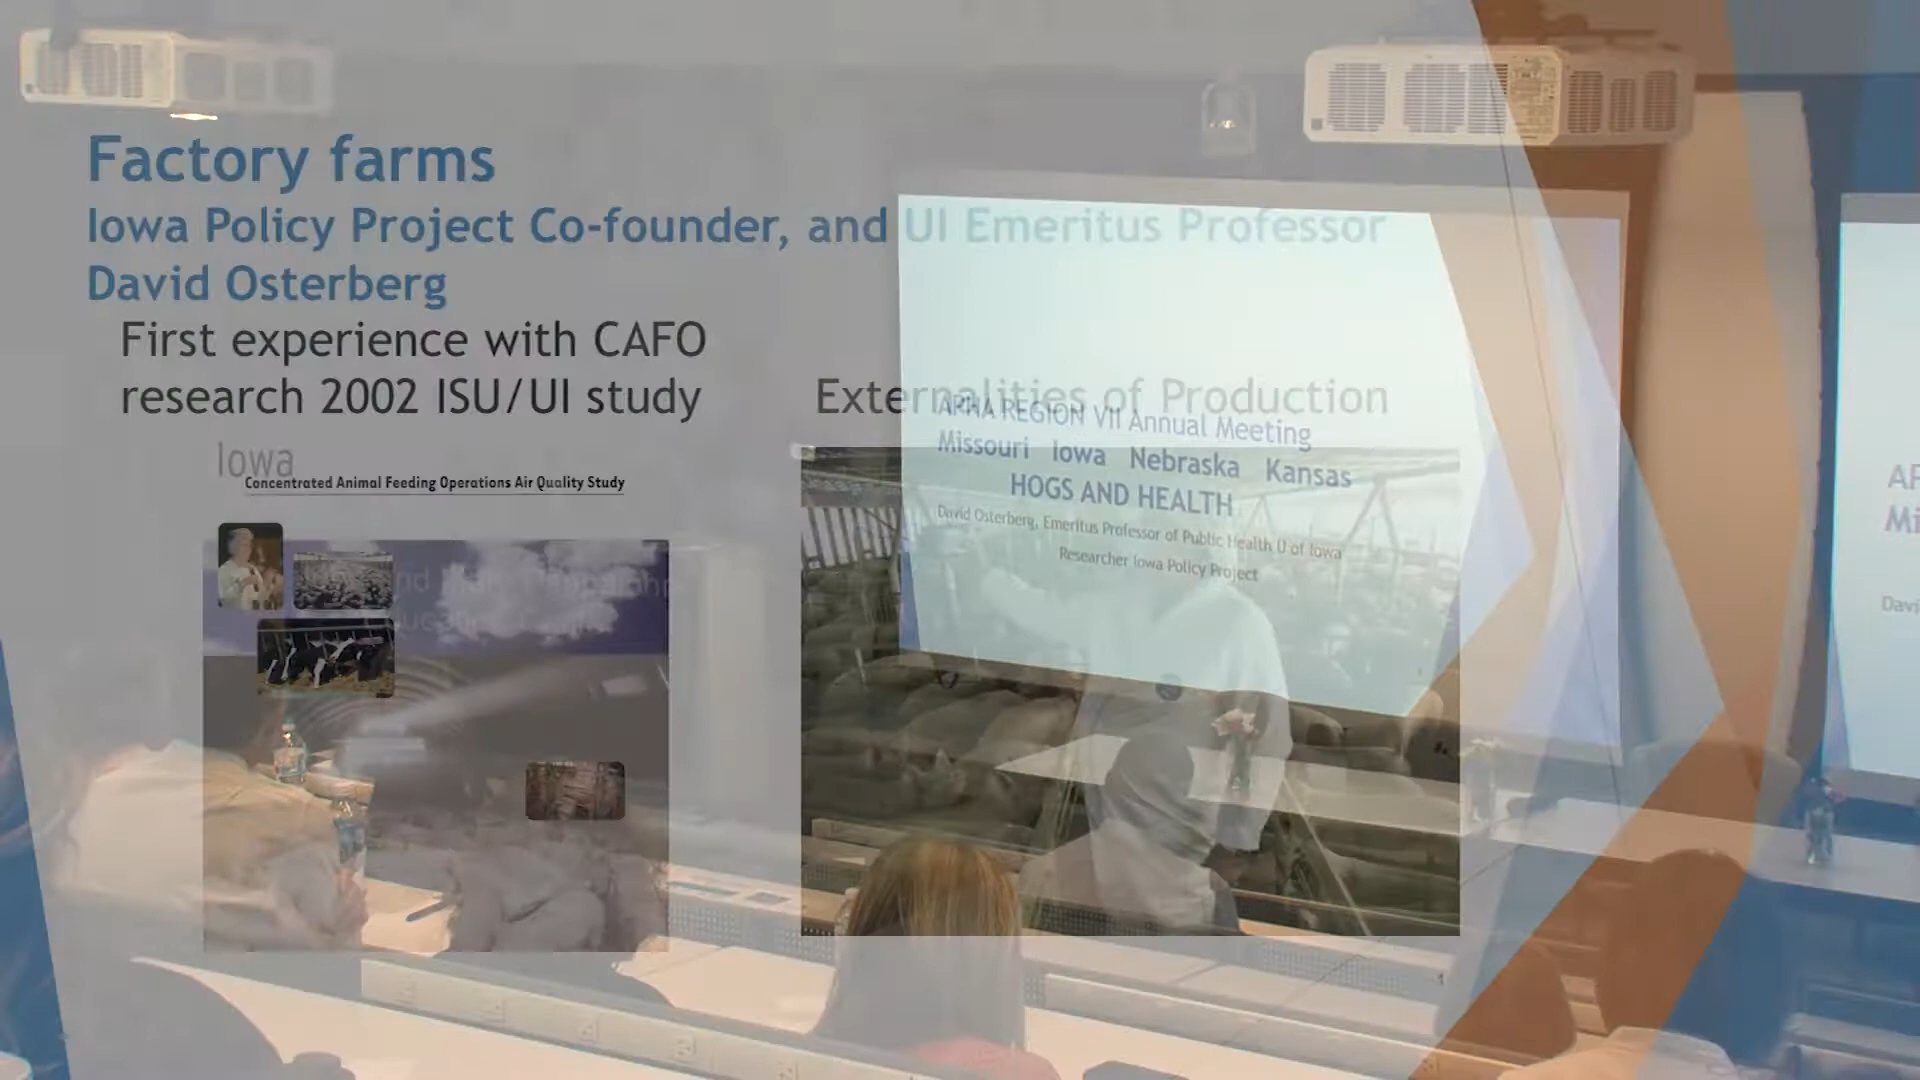 Factory farms
Iowa Policy Project Co-founder, and UI Emeritus Professor
David Osterberg
First experience with CAFO
research 2002 ISU/UI study
Externalities of Production
Iowa
Concentrated Animal Feeding Operations Air Quality Study
APHA REGION VII Annual Meeting
Missouri Iowa Nebraska Kansas
HOGS AND HEALTH
David Osterberg, Emeritus Professor of Public Health U of Iowa
Researcher Iowa Policy Project
AP
Mi
Davi